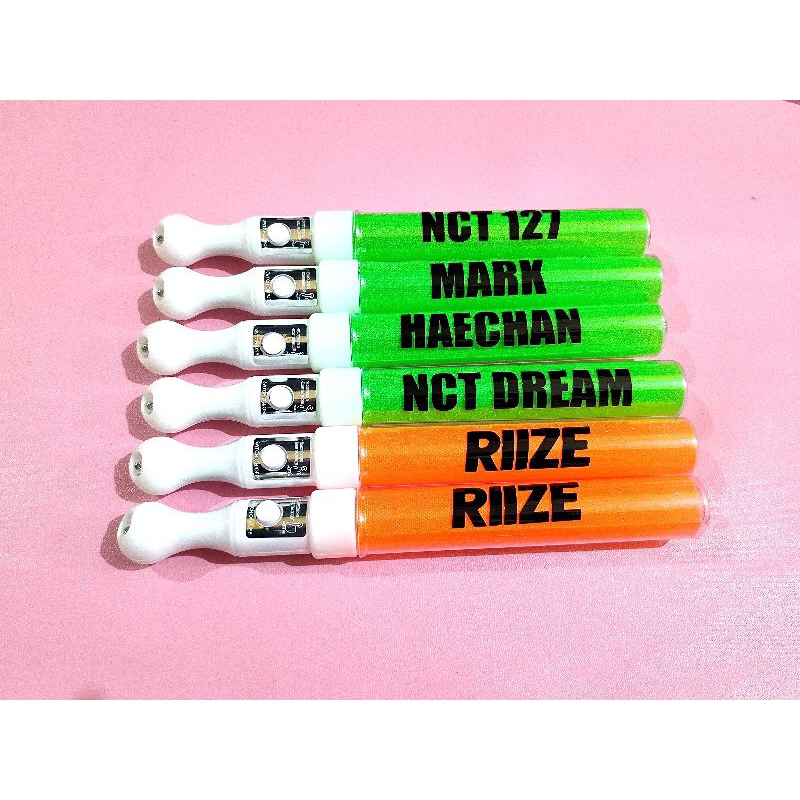 NCT 127
MARK
HAECHAN
NCT DREAM
RIIZE
RIIZE